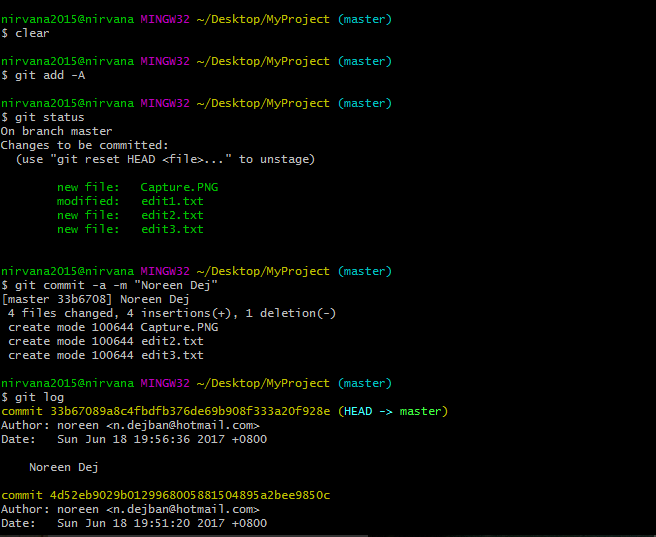 nirvana2015@nirvana MINGW32 ~/Desktop/MyProject (master)
$ clear
nirvana2015@nirvana MINGW32 ~/Desktop/MyProject (master)
$ git add -A
nirvana2015@nirvana MINGW32 ~/Desktop/MyProject (master)
$ git status
On branch master
Changes to be committed:
  (use "git reset HEAD <file>..." to unstage)
        new file:   Capture.PNG
        modified:   edit1.txt
        new file:   edit2.txt
        new file:   edit3.txt
nirvana2015@nirvana MINGW32 ~/Desktop/MyProject (master)
$ git commit -a -m "Noreen Dej"
[master 33b6708] Noreen Dej
 4 files changed, 4 insertions(+), 1 deletion(-)
 create mode 100644 Capture.PNG
 create mode 100644 edit2.txt
 create mode 100644 edit3.txt
nirvana2015@nirvana MINGW32 ~/Desktop/MyProject (master)
$ git log
commit 33b67089a8c4fbdfb376de69b908f333a20f928e (HEAD -> master)
Author: noreen <n.dejban@hotmail.com>
Date:   Sun Jun 18 19:56:36 2017 +0800
    Noreen Dej
commit 4d52eb9029b0129968005881504895a2bee9850c
Author: noreen <n.dejban@hotmail.com>
Date:   Sun Jun 18 19:51:20 2017 +0800